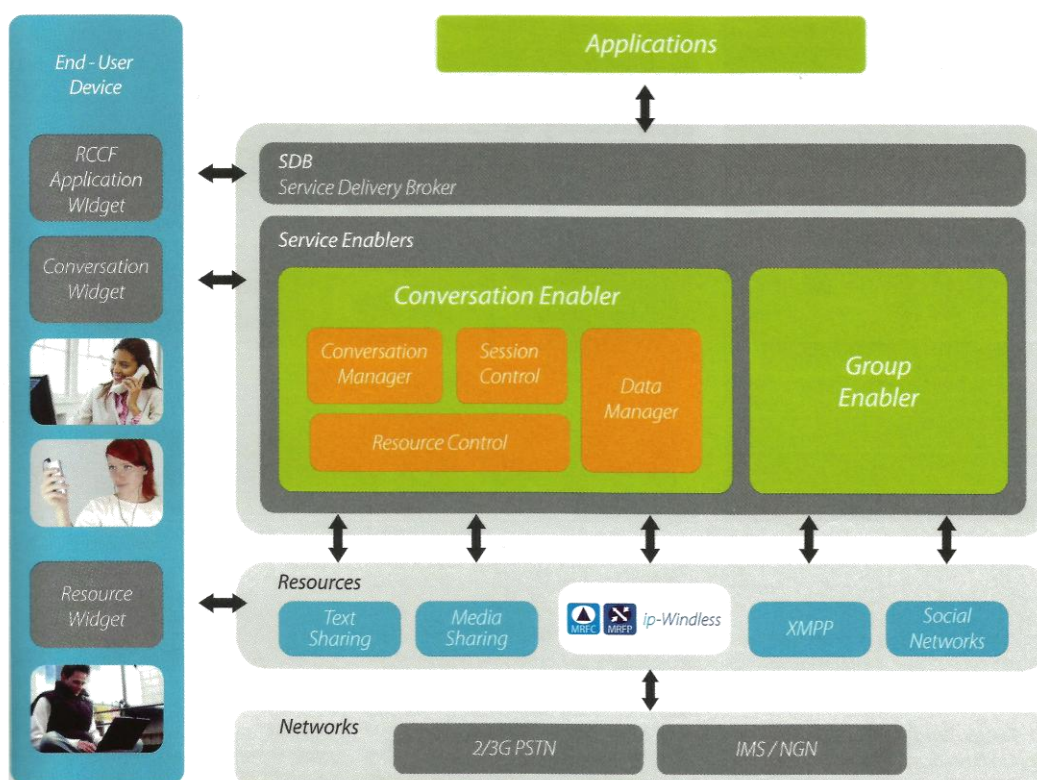 End - User
Device
RCCF
Application
WIdget
Conversation
Widget
Resource
Widget
Applications
SDB
Service Delivery Broker
Service Enablers
Conversation Enabler
Conversation
Manager
Session
Control
Data
Manager
Resource Control
Group
Enabler
Resources
Text
Sharing
Media
Sharing
MRFC
MRFP
ip-Windless
XMPP
Social
Networks
Networks
2/3G PSTN
IMS / NGN